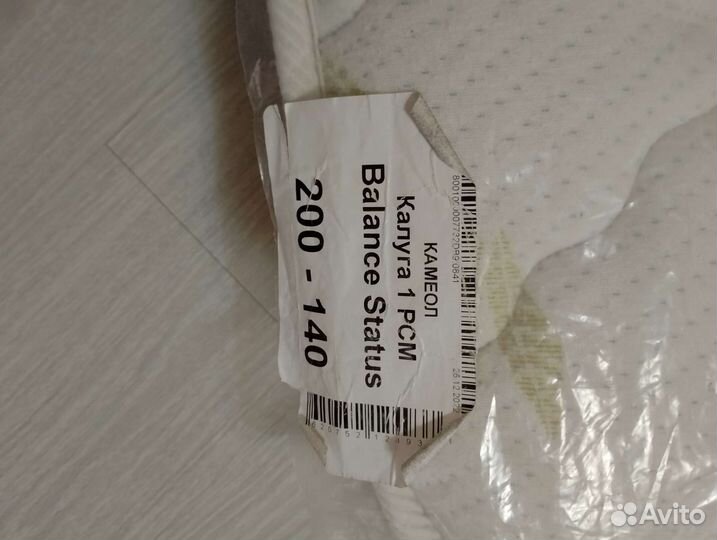 КАМЕОЛ
Калуга 1 РСМ
Balance Status
200 - 140
Avito